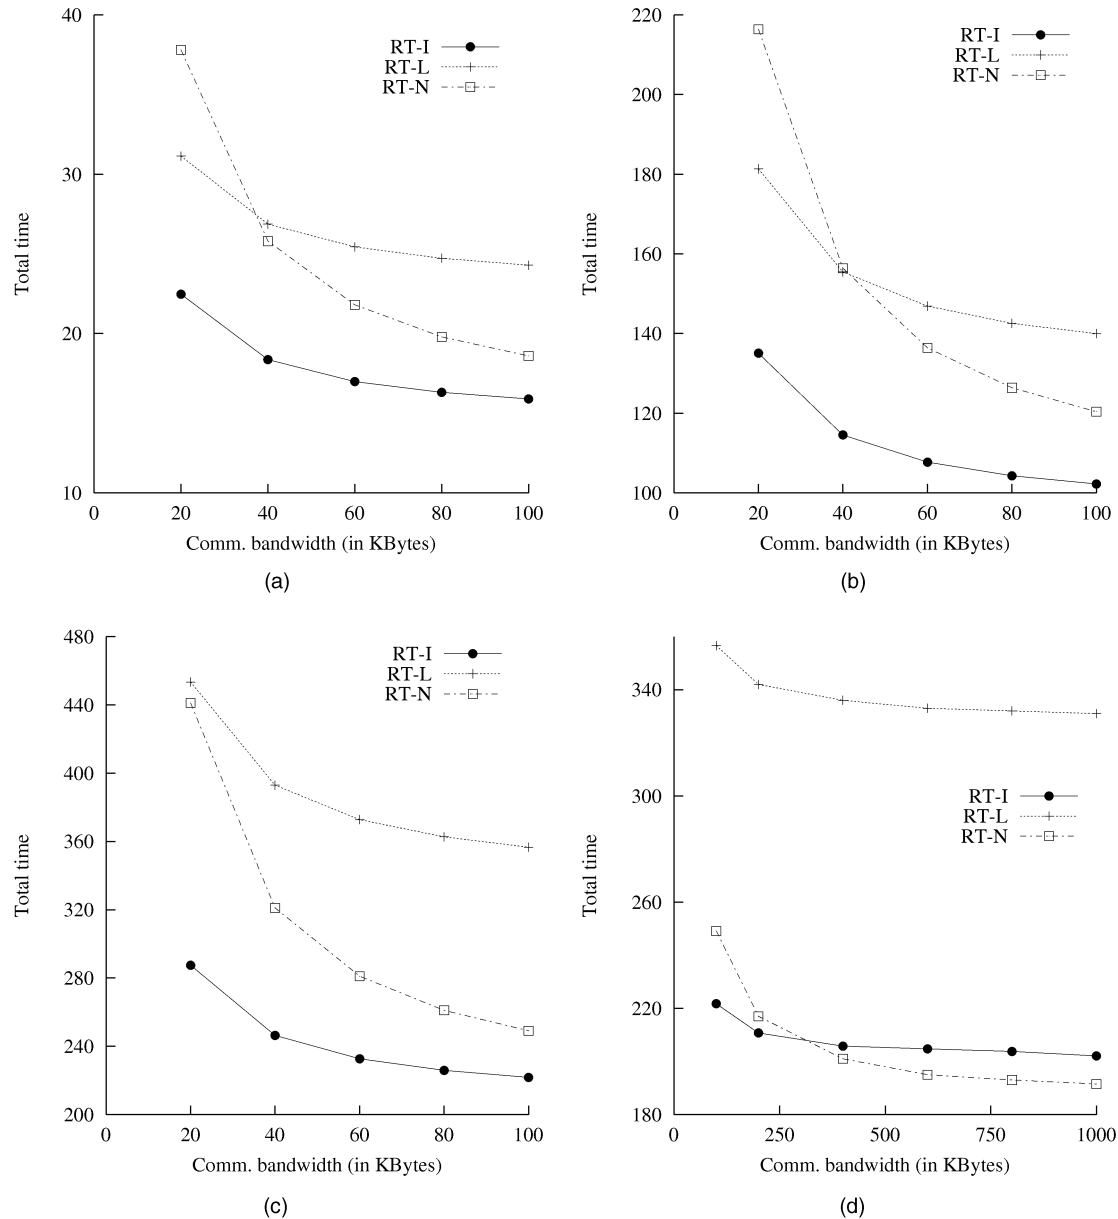 40
30
20
10
0 20 40 60 80 100
Total time
RT-I
RT-L
RT-N
Comm. bandwidth (in KBytes)
(a)
220
200
180
160
140
120
100
0 20 40 60 80 100
Total time
RT-I
RT-L
RT-N
Comm. bandwidth (in KBytes)
(b)
480
440
400
360
320
280
240
200
0 20 40 60 80 100
Total time
RT-I
RT-L
RT-N
Comm. bandwidth (in KBytes)
(c)
340
300
260
220
180
0 250 500 750 1000
Total time
RT-I
RT-L
RT-N
Comm. bandwidth (in KBytes)
(d)